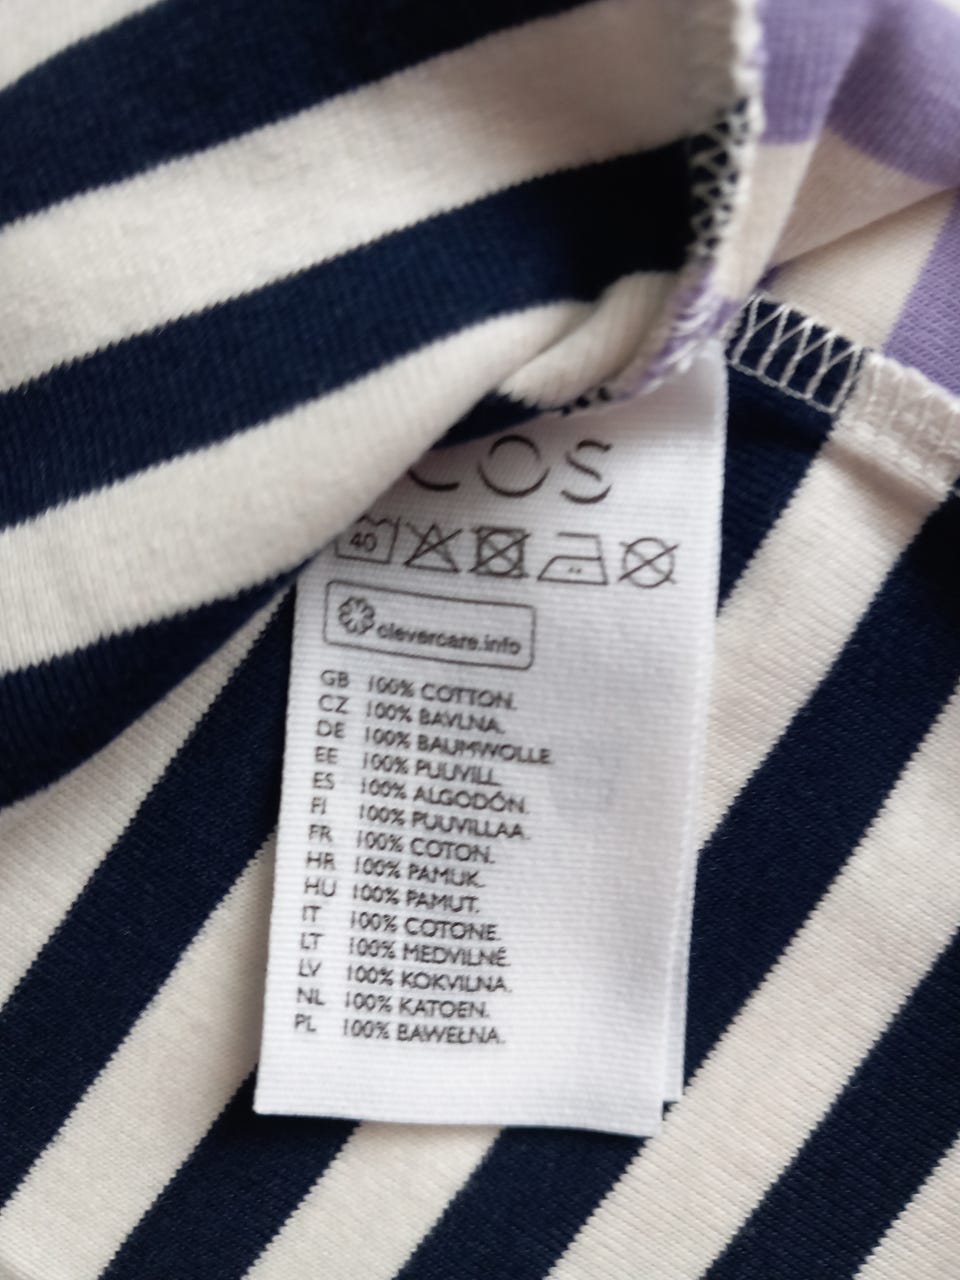 COS
40
clevercare.info
GB 100% COTTON.
CZ 100% BAVLNA.
DE 100% BAUMWOLLE.
EE 100% PUUVILL.
ES 100% ALGODÓN.
FI 100% PUUVILLAA.
FR 100% COTON.
HR 100% PAMUK.
HU 100% PAMUT.
IT 100% COTONE.
LT 100% MEDVILNĖ.
LV 100% KOKVILNA.
NL 100% KATOEN.
PL 100% BAWEŁNA.